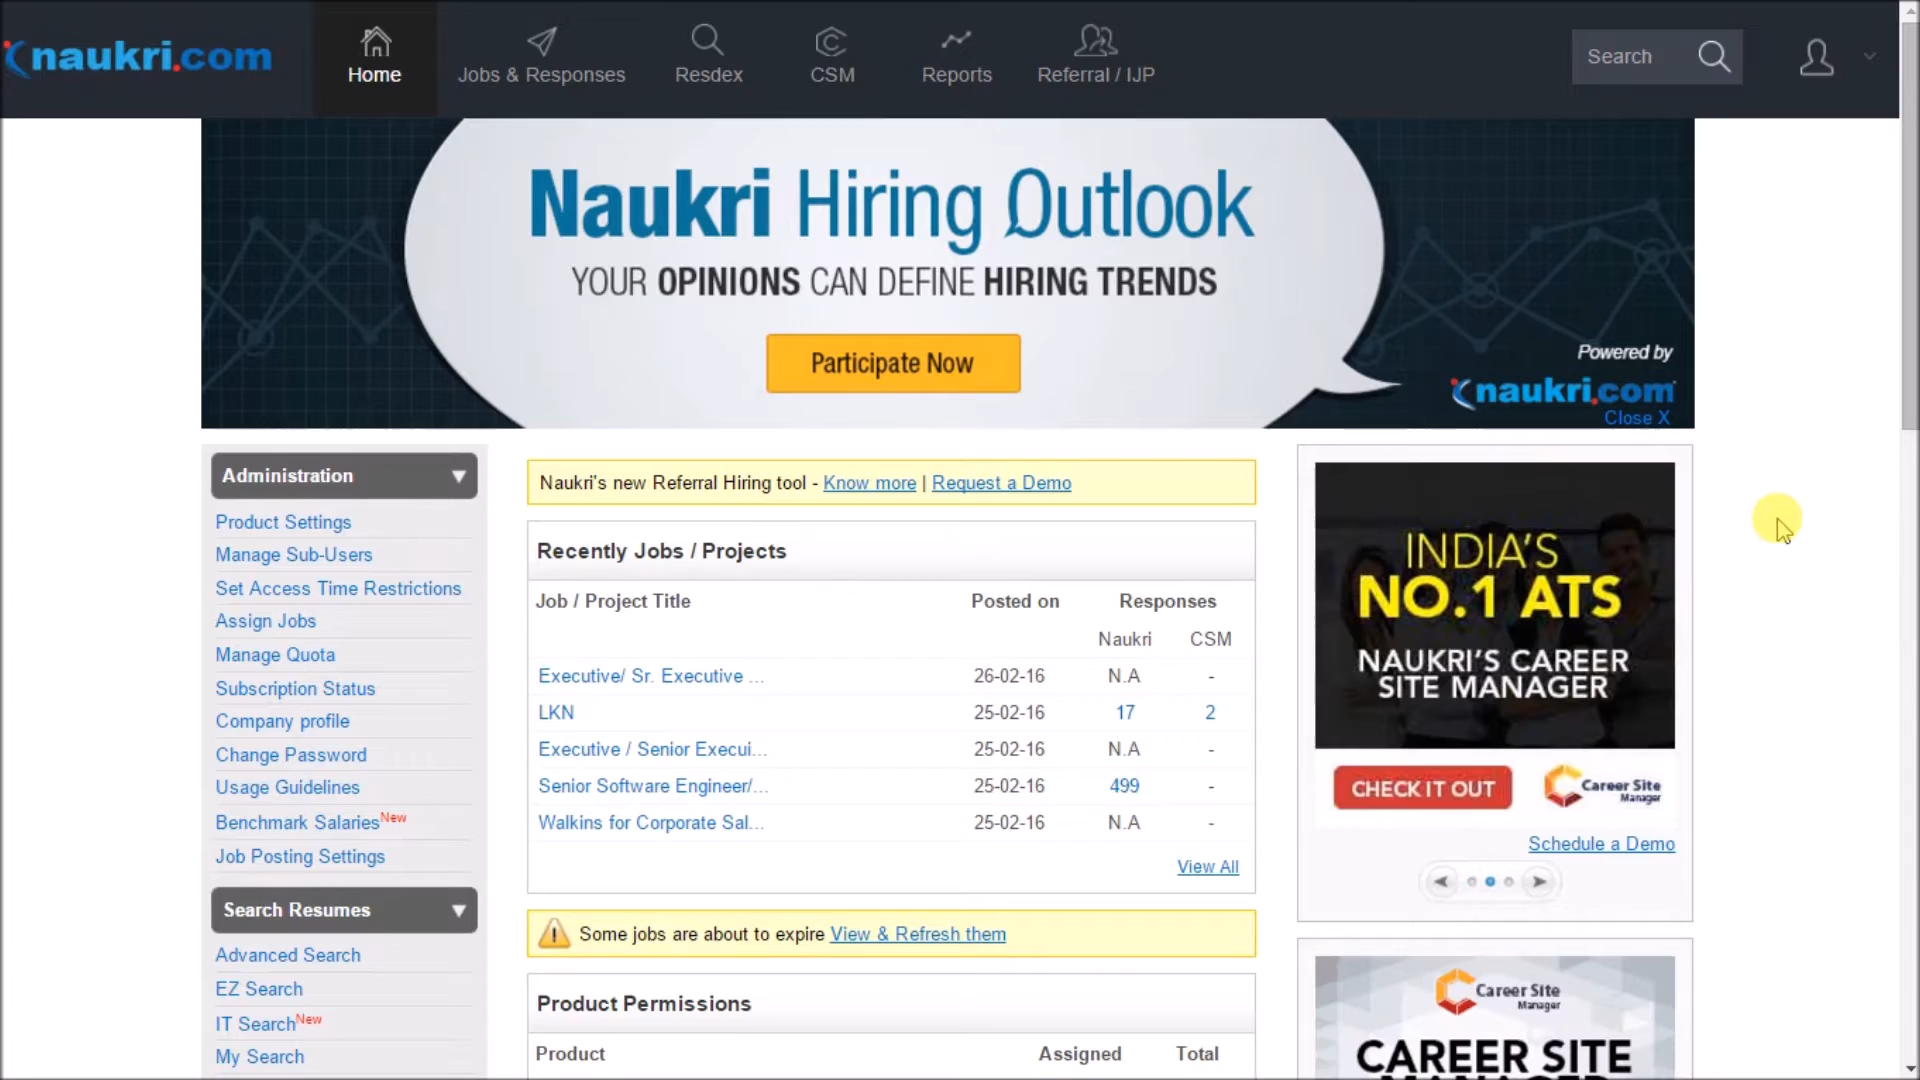 naukri.com
Home
Jobs & Responses
Resdex
CSM
Reports
Referral / IJP
Search
Naukri Hiring Outlook
YOUR OPINIONS CAN DEFINE HIRING TRENDS
Participate Now
Powered by
naukri.com
Close X
Administration
Product Settings
Manage Sub-Users
Set Access Time Restrictions
Assign Jobs
Manage Quota
Subscription Status
Company profile
Change Password
Usage Guidelines
Benchmark Salaries New
Job Posting Settings
Search Resumes
Advanced Search
EZ Search
IT Search New
My Search
Naukri's new Referral Hiring tool - Know more | Request a Demo
Recently Jobs / Projects
Job / Project Title Posted on Responses
Naukri CSM
Executive/ Sr. Executive ... 26-02-16 N.A -
LKN 25-02-16 17 2
Executive / Senior Execui... 25-02-16 N.A -
Senior Software Engineer/... 25-02-16 499 -
Walkins for Corporate Sal... 25-02-16 N.A -
View All
Some jobs are about to expire View & Refresh them
Product Permissions
Product Assigned Total
INDIA'S
NO.1 ATS
NAUKRI'S CAREER
SITE MANAGER
CHECK IT OUT
Career Site
Manager
Schedule a Demo
Career Site
Manager
CAREER SITE
MANAGER